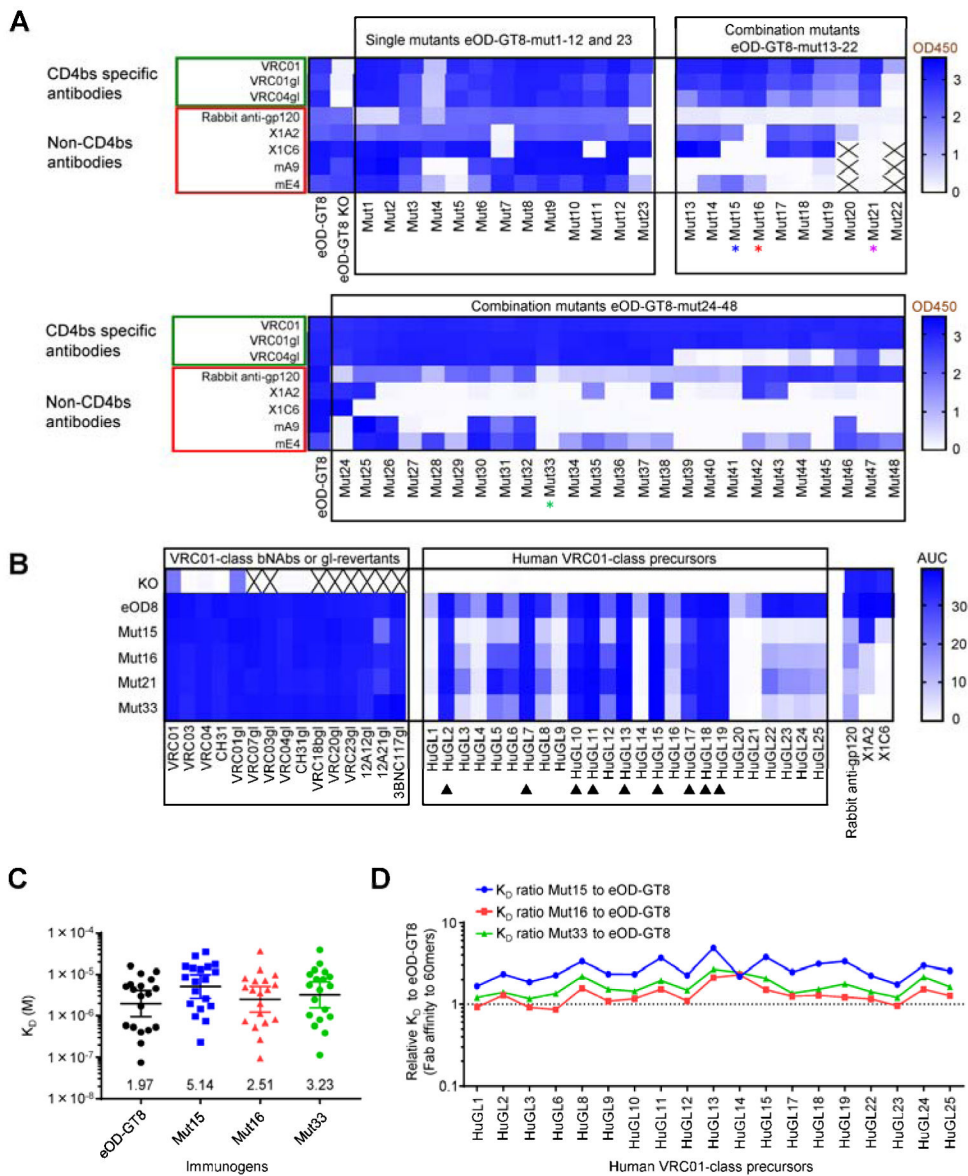 A
Single mutants eOD-GT8-mut1-12 and 23
Combination mutants
eOD-GT8-mut13-22
OD450
CD4bs specific
antibodies
VRC01
VRC01gl
VRC04gl
Non-CD4bs
antibodies
Rabbit anti-gp120
X1A2
X1C6
mA9
mE4
3
2
1
0
eOD-GT8
eOD-GT8 KO
Mut1
Mut2
Mut3
Mut4
Mut5
Mut6
Mut7
Mut8
Mut9
Mut10
Mut11
Mut12
Mut23
Mut13
Mut14
Mut15
Mut16
Mut17
Mut18
Mut19
Mut20
Mut21
Mut22
* * *
Combination mutants eOD-GT8-mut24-48
OD450
CD4bs specific
antibodies
VRC01
VRC01gl
VRC04gl
Non-CD4bs
antibodies
Rabbit anti-gp120
X1A2
X1C6
mA9
mE4
3
2
1
0
eOD-GT8
Mut24
Mut25
Mut26
Mut27
Mut28
Mut29
Mut30
Mut31
Mut32
Mut33
Mut34
Mut35
Mut36
Mut37
Mut38
Mut39
Mut40
Mut41
Mut42
Mut43
Mut44
Mut45
Mut46
Mut47
Mut48
*
B
VRC01-class bNAbs or gl-revertants
Human VRC01-class precursors
AUC
KO
eOD8
Mut15
Mut16
Mut21
Mut33
30
20
10
0
VRC01
VRC03
VRC04
CH31
VRC01gl
VRC07gl
VRC03gl
VRC04gl
CH31gl
VRC18bgl
VRC20gl
VRC23gl
12A12gl
12A21gl
3BNC117gl
HuGL1
HuGL2
HuGL3
HuGL4
HuGL5
HuGL6
HuGL7
HuGL8
HuGL9
HuGL10
HuGL11
HuGL12
HuGL13
HuGL14
HuGL15
HuGL16
HuGL17
HuGL18
HuGL19
HuGL20
HuGL21
HuGL22
HuGL23
HuGL24
HuGL25
Rabbit anti-gp120
X1A2
X1C6
C
K_D (M)
1×10⁻⁴
1×10⁻⁵
1×10⁻⁶
1×10⁻⁷
1×10⁻⁸
1.97 5.14 2.51 3.23
eOD-GT8
Mut15
Mut16
Mut33
Immunogens
D
K_D ratio Mut15 to eOD-GT8
K_D ratio Mut16 to eOD-GT8
K_D ratio Mut33 to eOD-GT8
Relative K_D to eOD-GT8
(Fab affinity to 60mers)
10
1
0.1
HuGL1
HuGL2
HuGL3
HuGL6
HuGL8
HuGL9
HuGL10
HuGL11
HuGL12
HuGL13
HuGL14
HuGL15
HuGL17
HuGL18
HuGL19
HuGL22
HuGL23
HuGL24
HuGL25
Human VRC01-class precursors